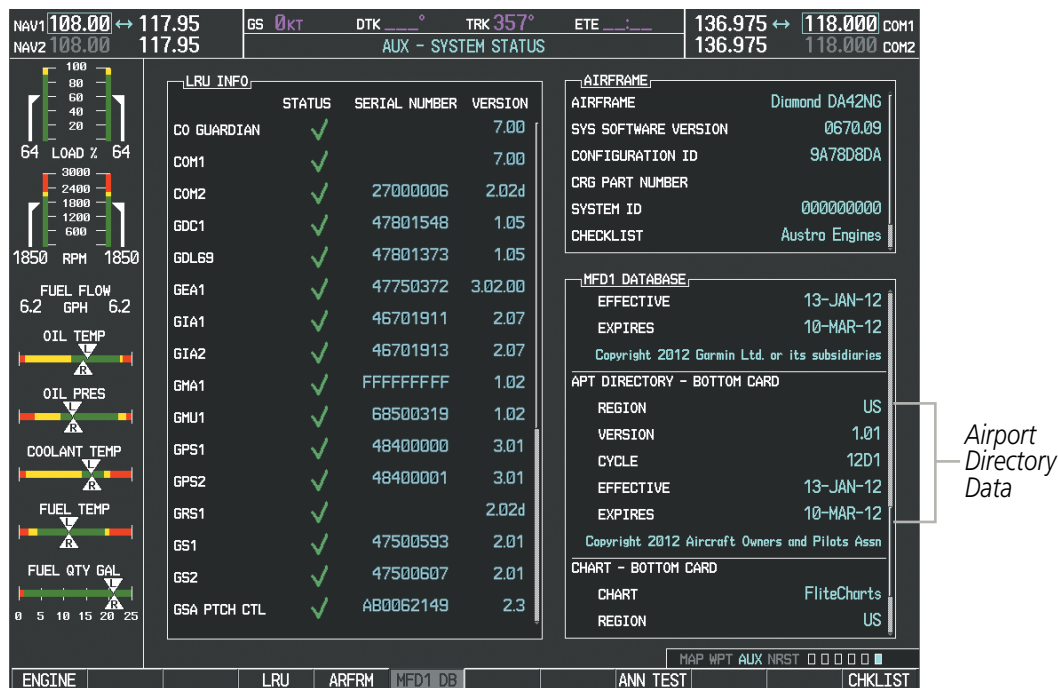 NAV1 108.00 ↔ 117.95 GS 0KT DTK ___° TRK 357° ETE __:__ 136.975 ↔ 118.000 COM1
NAV2 108.00 117.95 AUX - SYSTEM STATUS 136.975 118.000 COM2
100
80
60
40
20
64 LOAD % 64
3000
2400
1800
1200
600
1850 RPM 1850
FUEL FLOW
6.2 GPH 6.2
OIL TEMP
L
R
OIL PRES
L
R
COOLANT TEMP
L
R
FUEL TEMP
L
R
FUEL QTY GAL
L
R
0 5 10 15 20 25
LRU INFO
STATUS SERIAL NUMBER VERSION
CO GUARDIAN ✓ 7.00
COM1 ✓ 7.00
COM2 ✓ 27000006 2.02d
GDC1 ✓ 47801548 1.05
GDL69 ✓ 47801373 1.05
GEA1 ✓ 47750372 3.02.00
GIA1 ✓ 46701911 2.07
GIA2 ✓ 46701913 2.07
GMA1 ✓ FFFFFFFFF 1.02
GMU1 ✓ 68500319 1.02
GPS1 ✓ 48400000 3.01
GPS2 ✓ 48400001 3.01
GRS1 ✓ 2.02d
GS1 ✓ 47500593 2.01
GS2 ✓ 47500607 2.01
GSA PTCH CTL ✓ AB0062149 2.3
AIRFRAME
AIRFRAME Diamond DA42NG
SYS SOFTWARE VERSION 0670.09
CONFIGURATION ID 9A78D8DA
CRG PART NUMBER
SYSTEM ID 000000000
CHECKLIST Austro Engines
MFD1 DATABASE
EFFECTIVE 13-JAN-12
EXPIRES 10-MAR-12
Copyright 2012 Garmin Ltd. or its subsidiaries
APT DIRECTORY - BOTTOM CARD
REGION US
VERSION 1.01
CYCLE 12D1
EFFECTIVE 13-JAN-12
EXPIRES 10-MAR-12
Copyright 2012 Aircraft Owners and Pilots Assn
CHART - BOTTOM CARD
CHART FliteCharts
REGION US
Airport
Directory
Data
MAP WPT AUX NRST
ENGINE LRU ARFRM MFD1 DB ANN TEST CHKLIST